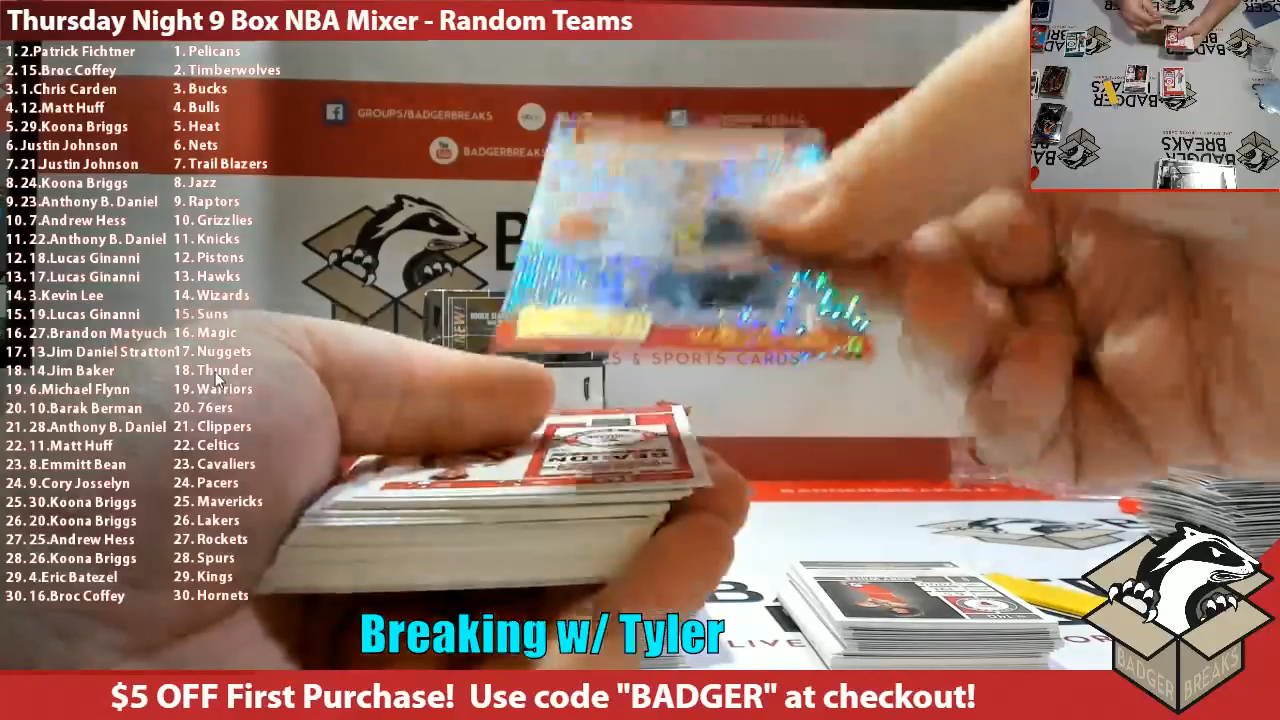 Thursday Night 9 Box NBA Mixer - Random Teams
1. 2.Patrick Fichtner 1. Pelicans
2. 15.Broc Coffey 2. Timberwolves
3. 1.Chris Carden 3. Bucks
4. 12.Matt Huff 4. Bulls
5. 29.Koona Briggs 5. Heat
6. Justin Johnson 6. Nets
7. 21 Justin Johnson 7. Trail Blazers
8. 24.Koona Briggs 8. Jazz
9. 23.Anthony B. Daniel 9. Raptors
10. 7.Andrew Hess 10. Grizzlies
11. 22.Anthony B. Daniel 11. Knicks
12. 18.Lucas Ginanni 12. Pistons
13. 17.Lucas Ginanni 13. Hawks
14. 3.Kevin Lee 14. Wizards
15. 19.Lucas Ginanni 15. Suns
16. 27.Brandon Matyuch 16. Magic
17. 13.Jim Daniel Stratton 17. Nuggets
18. 14.Jim Baker 18. Thunder
19. 6.Michael Flynn 19. Warriors
20. 10.Barak Berman 20. 76ers
21. 28.Anthony B. Daniel 21. Clippers
22. 11.Matt Huff 22. Celtics
23. 8.Emmitt Bean 23. Cavaliers
24. 9.Cory Josselyn 24. Pacers
25. 30.Koona Briggs 25. Mavericks
26. 20.Koona Briggs 26. Lakers
27. 25.Andrew Hess 27. Rockets
28. 26.Koona Briggs 28. Spurs
29. 4.Eric Batezel 29. Kings
30. 16.Broc Coffey 30. Hornets
GROUPS/BADGERBREAKS
BADGERBREAKS
NEW!
S & SPORTS CARDS
Breaking w/ Tyler
LIVE
BADGER BREAKS
$5 OFF First Purchase! Use code "BADGER" at checkout!